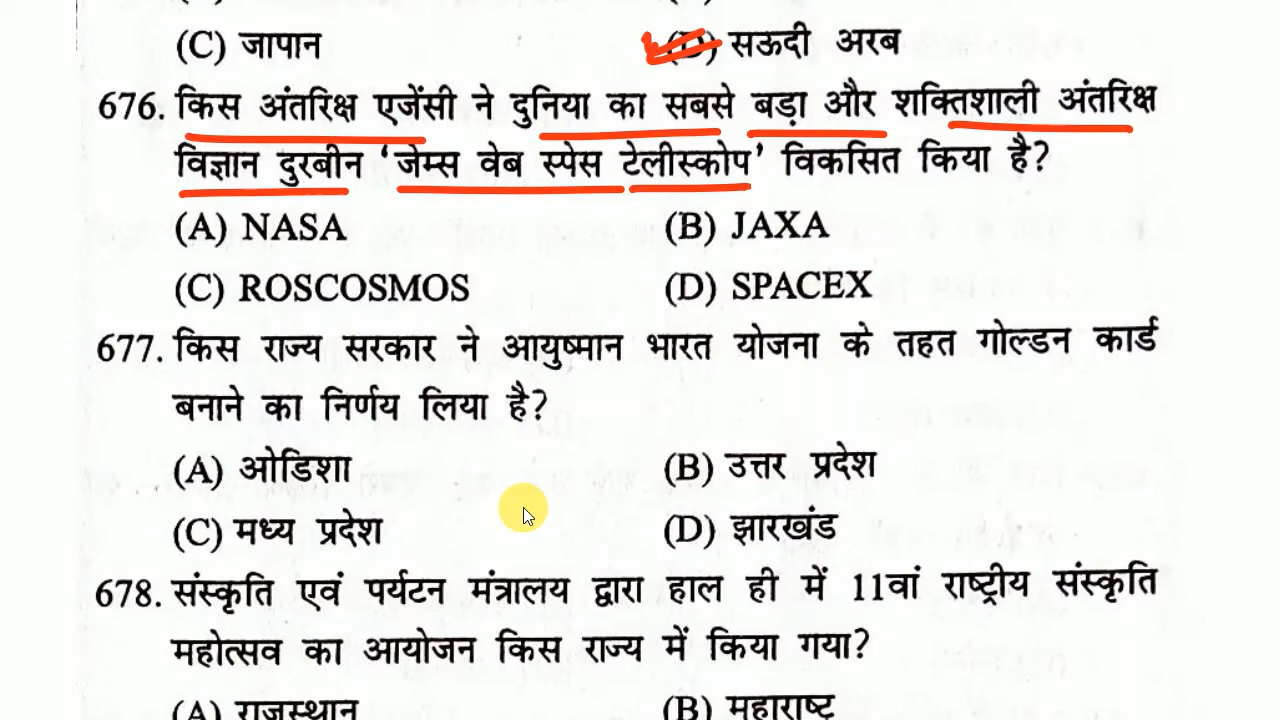 (C) जापान (D) सऊदी अरब
676. किस अंतरिक्ष एजेंसी ने दुनिया का सबसे बड़ा और शक्तिशाली अंतरिक्ष
विज्ञान दुरबीन ‘जेम्स वेब स्पेस टेलीस्कोप’ विकसित किया है?
(A) NASA (B) JAXA
(C) ROSCOSMOS (D) SPACEX
677. किस राज्य सरकार ने आयुष्मान भारत योजना के तहत गोल्डन कार्ड
बनाने का निर्णय लिया है?
(A) ओडिशा (B) उत्तर प्रदेश
(C) मध्य प्रदेश (D) झारखंड
678. संस्कृति एवं पर्यटन मंत्रालय द्वारा हाल ही में 11वां राष्ट्रीय संस्कृति
महोत्सव का आयोजन किस राज्य में किया गया?
(A) राजस्थान (B) महाराष्ट्र